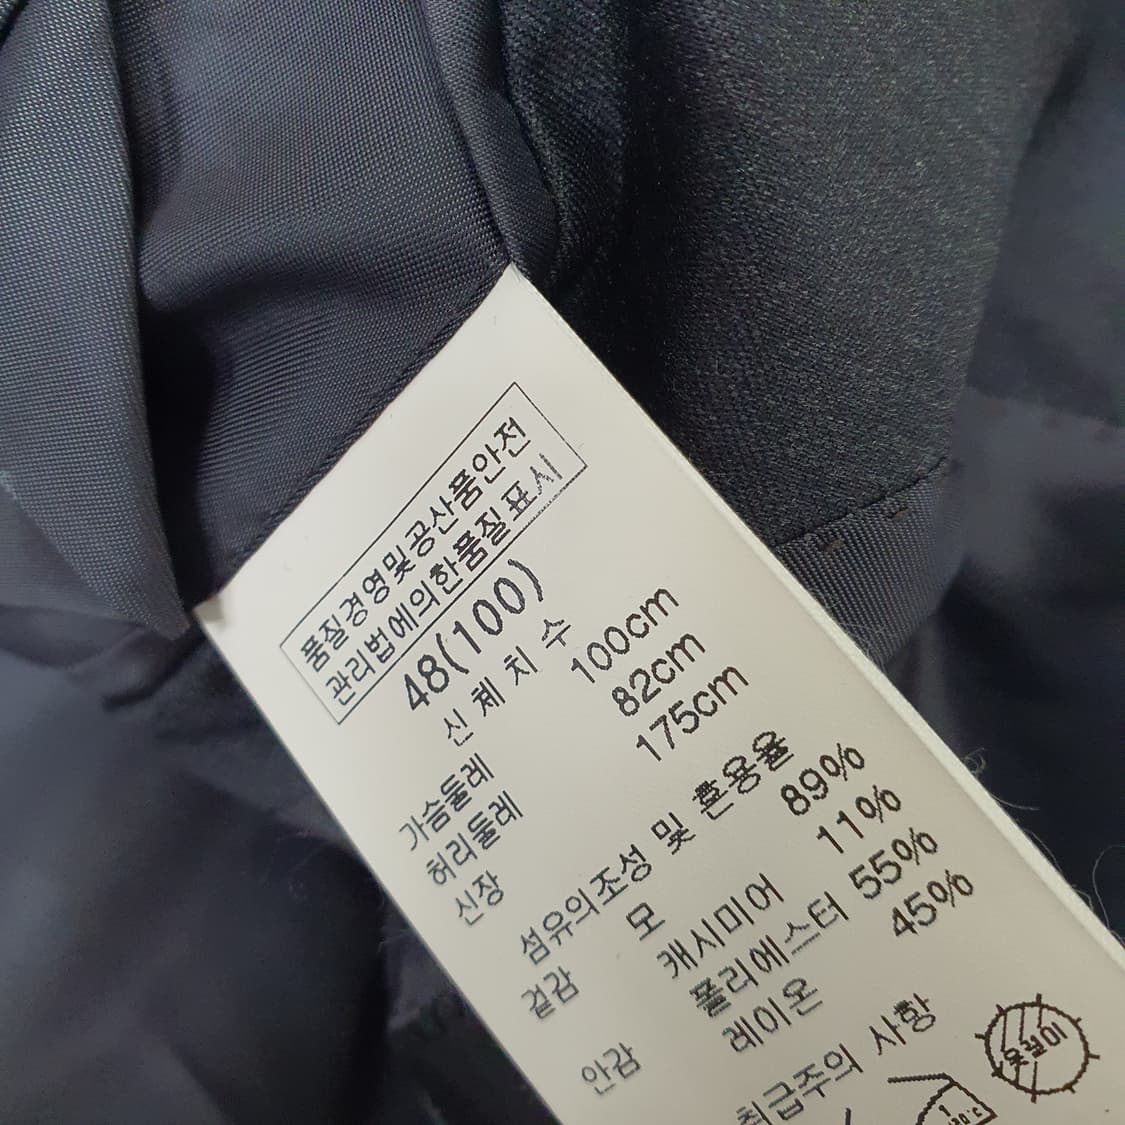 품질경영및공산품안전
관리법에의한품질표시
48(100)
신체치수
가슴둘레 100cm
허리둘레 82cm
신장 175cm
섬유의조성 및 혼용율
겉감 모 89%
캐시미어 11%
안감 폴리에스터 55%
레이온 45%
취급주의 사항
옷걸이